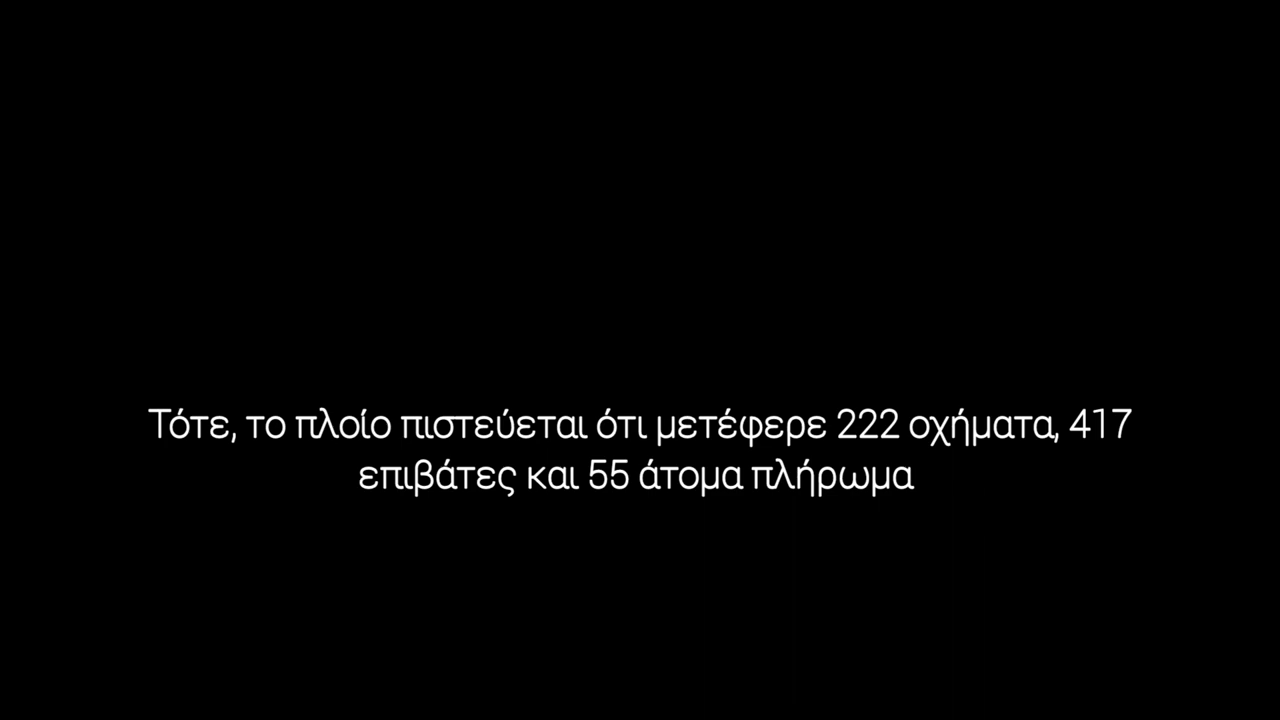 Τότε, το πλοίο πιστεύεται ότι μετέφερε 222 οχήματα, 417
επιβάτες και 55 άτομα πλήρωμα